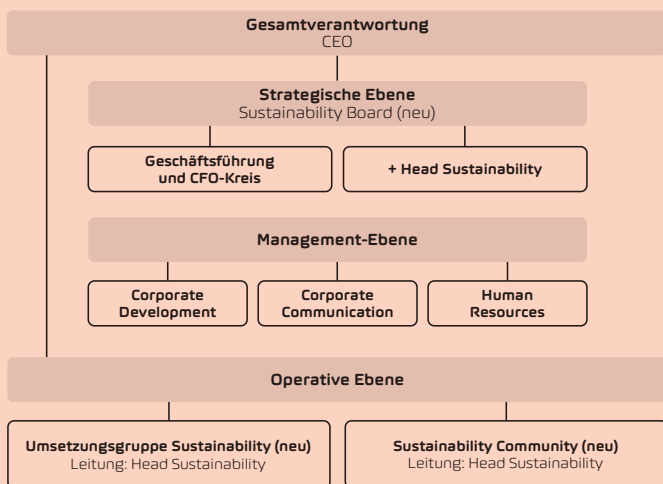 Gesamtverantwortung
CEO
Strategische Ebene
Sustainability Board (neu)
Geschäftsführung
und CFO-Kreis
+ Head Sustainability
Management-Ebene
Corporate
Development
Corporate
Communication
Human
Resources
Operative Ebene
Umsetzungsgruppe Sustainability (neu)
Leitung: Head Sustainability
Sustainability Community (neu)
Leitung: Head Sustainability